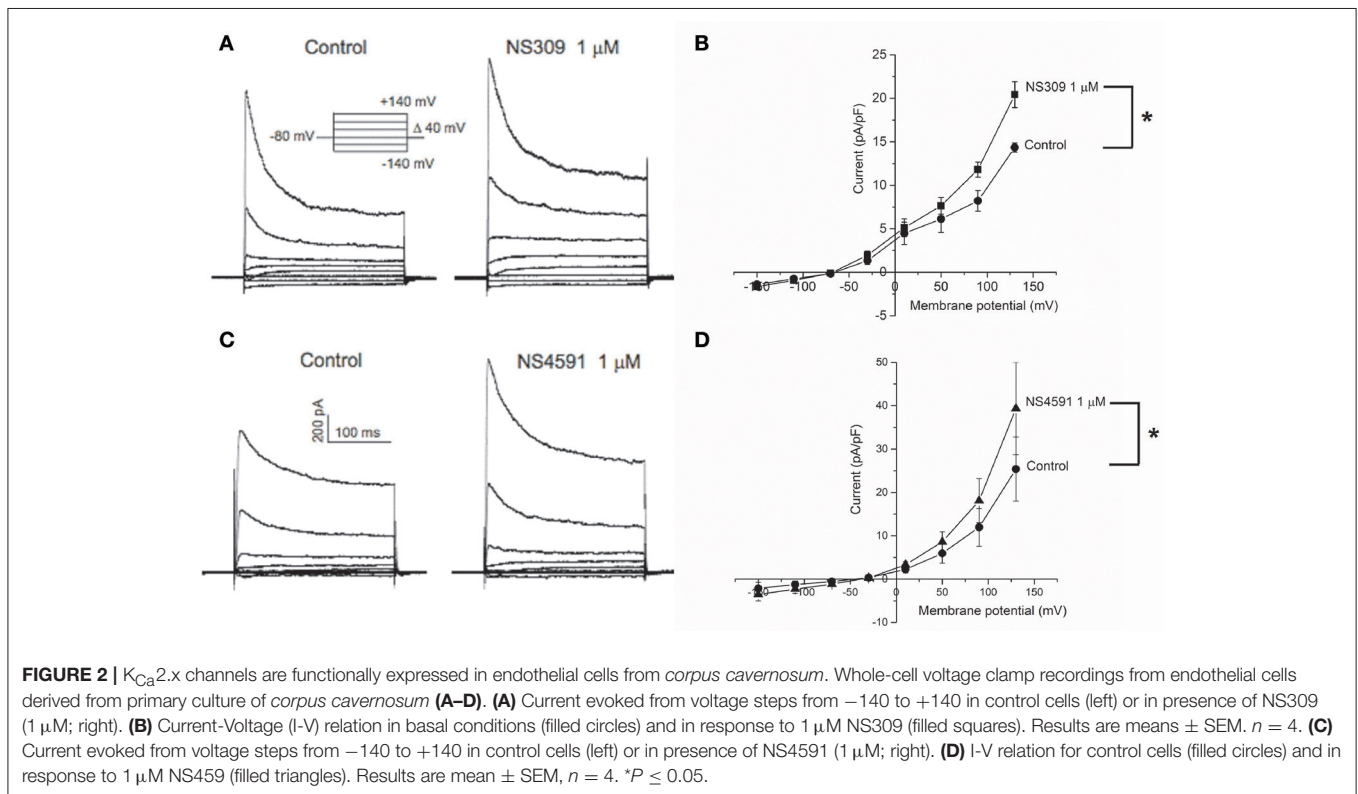 A
Control
NS309 1 µM
+140 mV
-80 mV
Δ 40 mV
-140 mV
B
25
20
15
10
5
0
-5
-150
-100
-50
0
50
100
150
Current (pA/pF)
Membrane potential (mV)
NS309 1 µM
Control
*
C
Control
NS4591 1 µM
200 pA
100 ms
D
50
40
30
20
10
0
-10
-150
-100
-50
0
50
100
150
Current (pA/pF)
Membrane potential (mV)
NS4591 1 µM
Control
*
FIGURE 2 | KCa2.x channels are functionally expressed in endothelial cells from corpus cavernosum. Whole-cell voltage clamp recordings from endothelial cells
derived from primary culture of corpus cavernosum (A–D). (A) Current evoked from voltage steps from −140 to +140 in control cells (left) or in presence of NS309
(1 µM; right). (B) Current-Voltage (I-V) relation in basal conditions (filled circles) and in response to 1 µM NS309 (filled squares). Results are means ± SEM. n = 4. (C)
Current evoked from voltage steps from −140 to +140 in control cells (left) or in presence of NS4591 (1 µM; right). (D) I-V relation for control cells (filled circles) and in
response to 1 µM NS459 (filled triangles). Results are mean ± SEM, n = 4. *P ≤ 0.05.